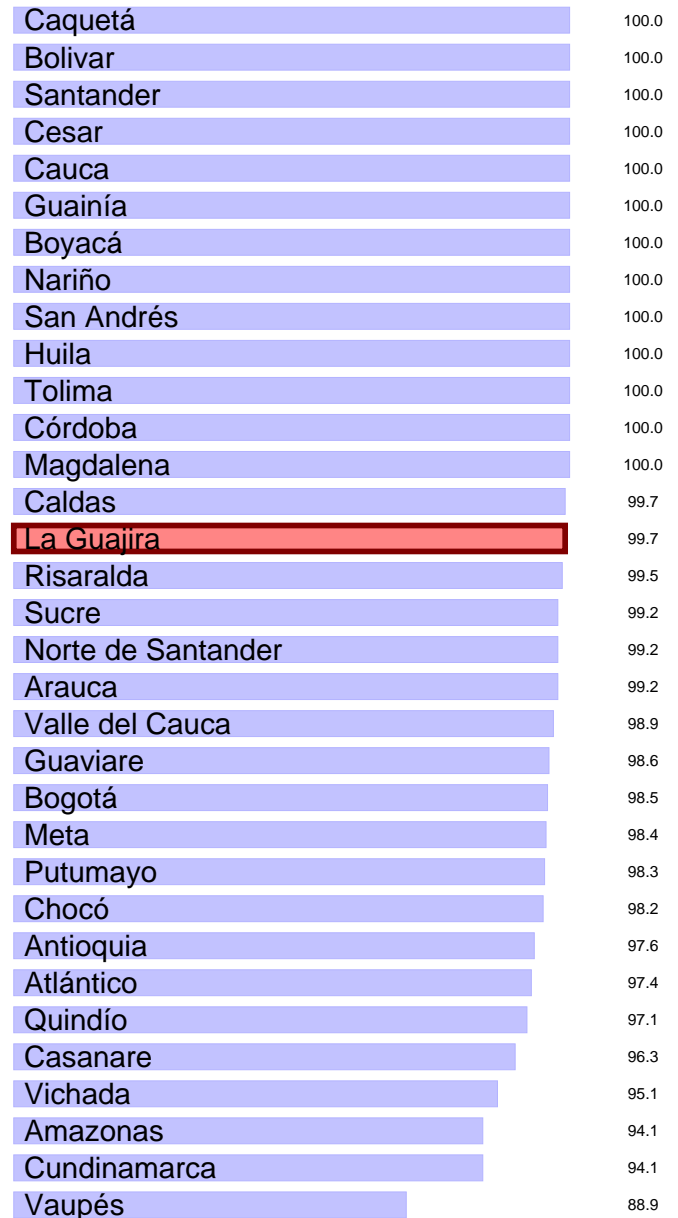 Caquetá 100.0
Bolivar 100.0
Santander 100.0
Cesar 100.0
Cauca 100.0
Guainía 100.0
Boyacá 100.0
Nariño 100.0
San Andrés 100.0
Huila 100.0
Tolima 100.0
Córdoba 100.0
Magdalena 100.0
Caldas 99.7
La Guajira 99.7
Risaralda 99.5
Sucre 99.2
Norte de Santander 99.2
Arauca 99.2
Valle del Cauca 98.9
Guaviare 98.6
Bogotá 98.5
Meta 98.4
Putumayo 98.3
Chocó 98.2
Antioquia 97.6
Atlántico 97.4
Quindío 97.1
Casanare 96.3
Vichada 95.1
Amazonas 94.1
Cundinamarca 94.1
Vaupés 88.9